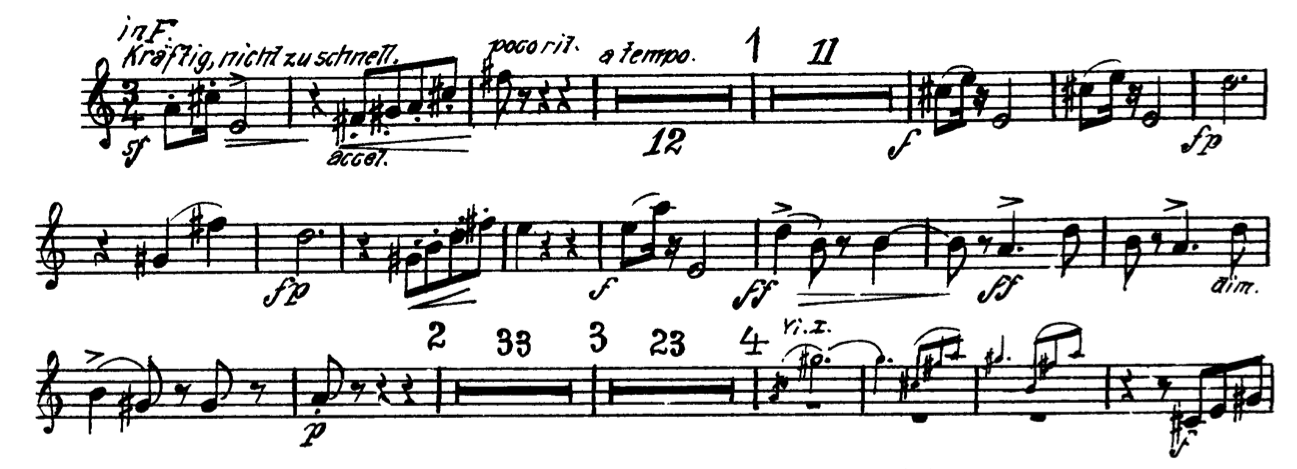 in F.
Kräftig, nicht zu schnell. poco rit. a tempo. 1 11
3 4
sf accel. 12 f fp
fp f ff ff dim.
2 33 3 23 4 Vi. I.
p f